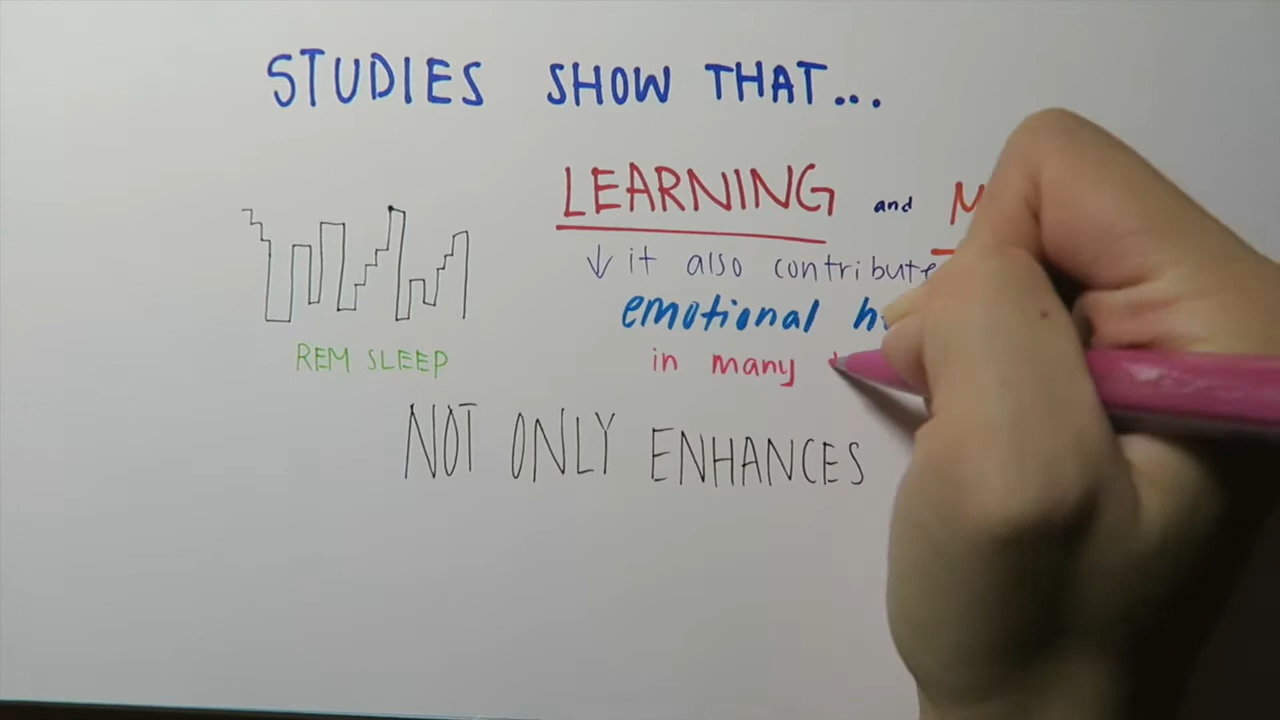 STUDIES SHOW THAT...
LEARNING and
↓ it also contribute
emotional
in many
REM SLEEP
NOT ONLY ENHANCES